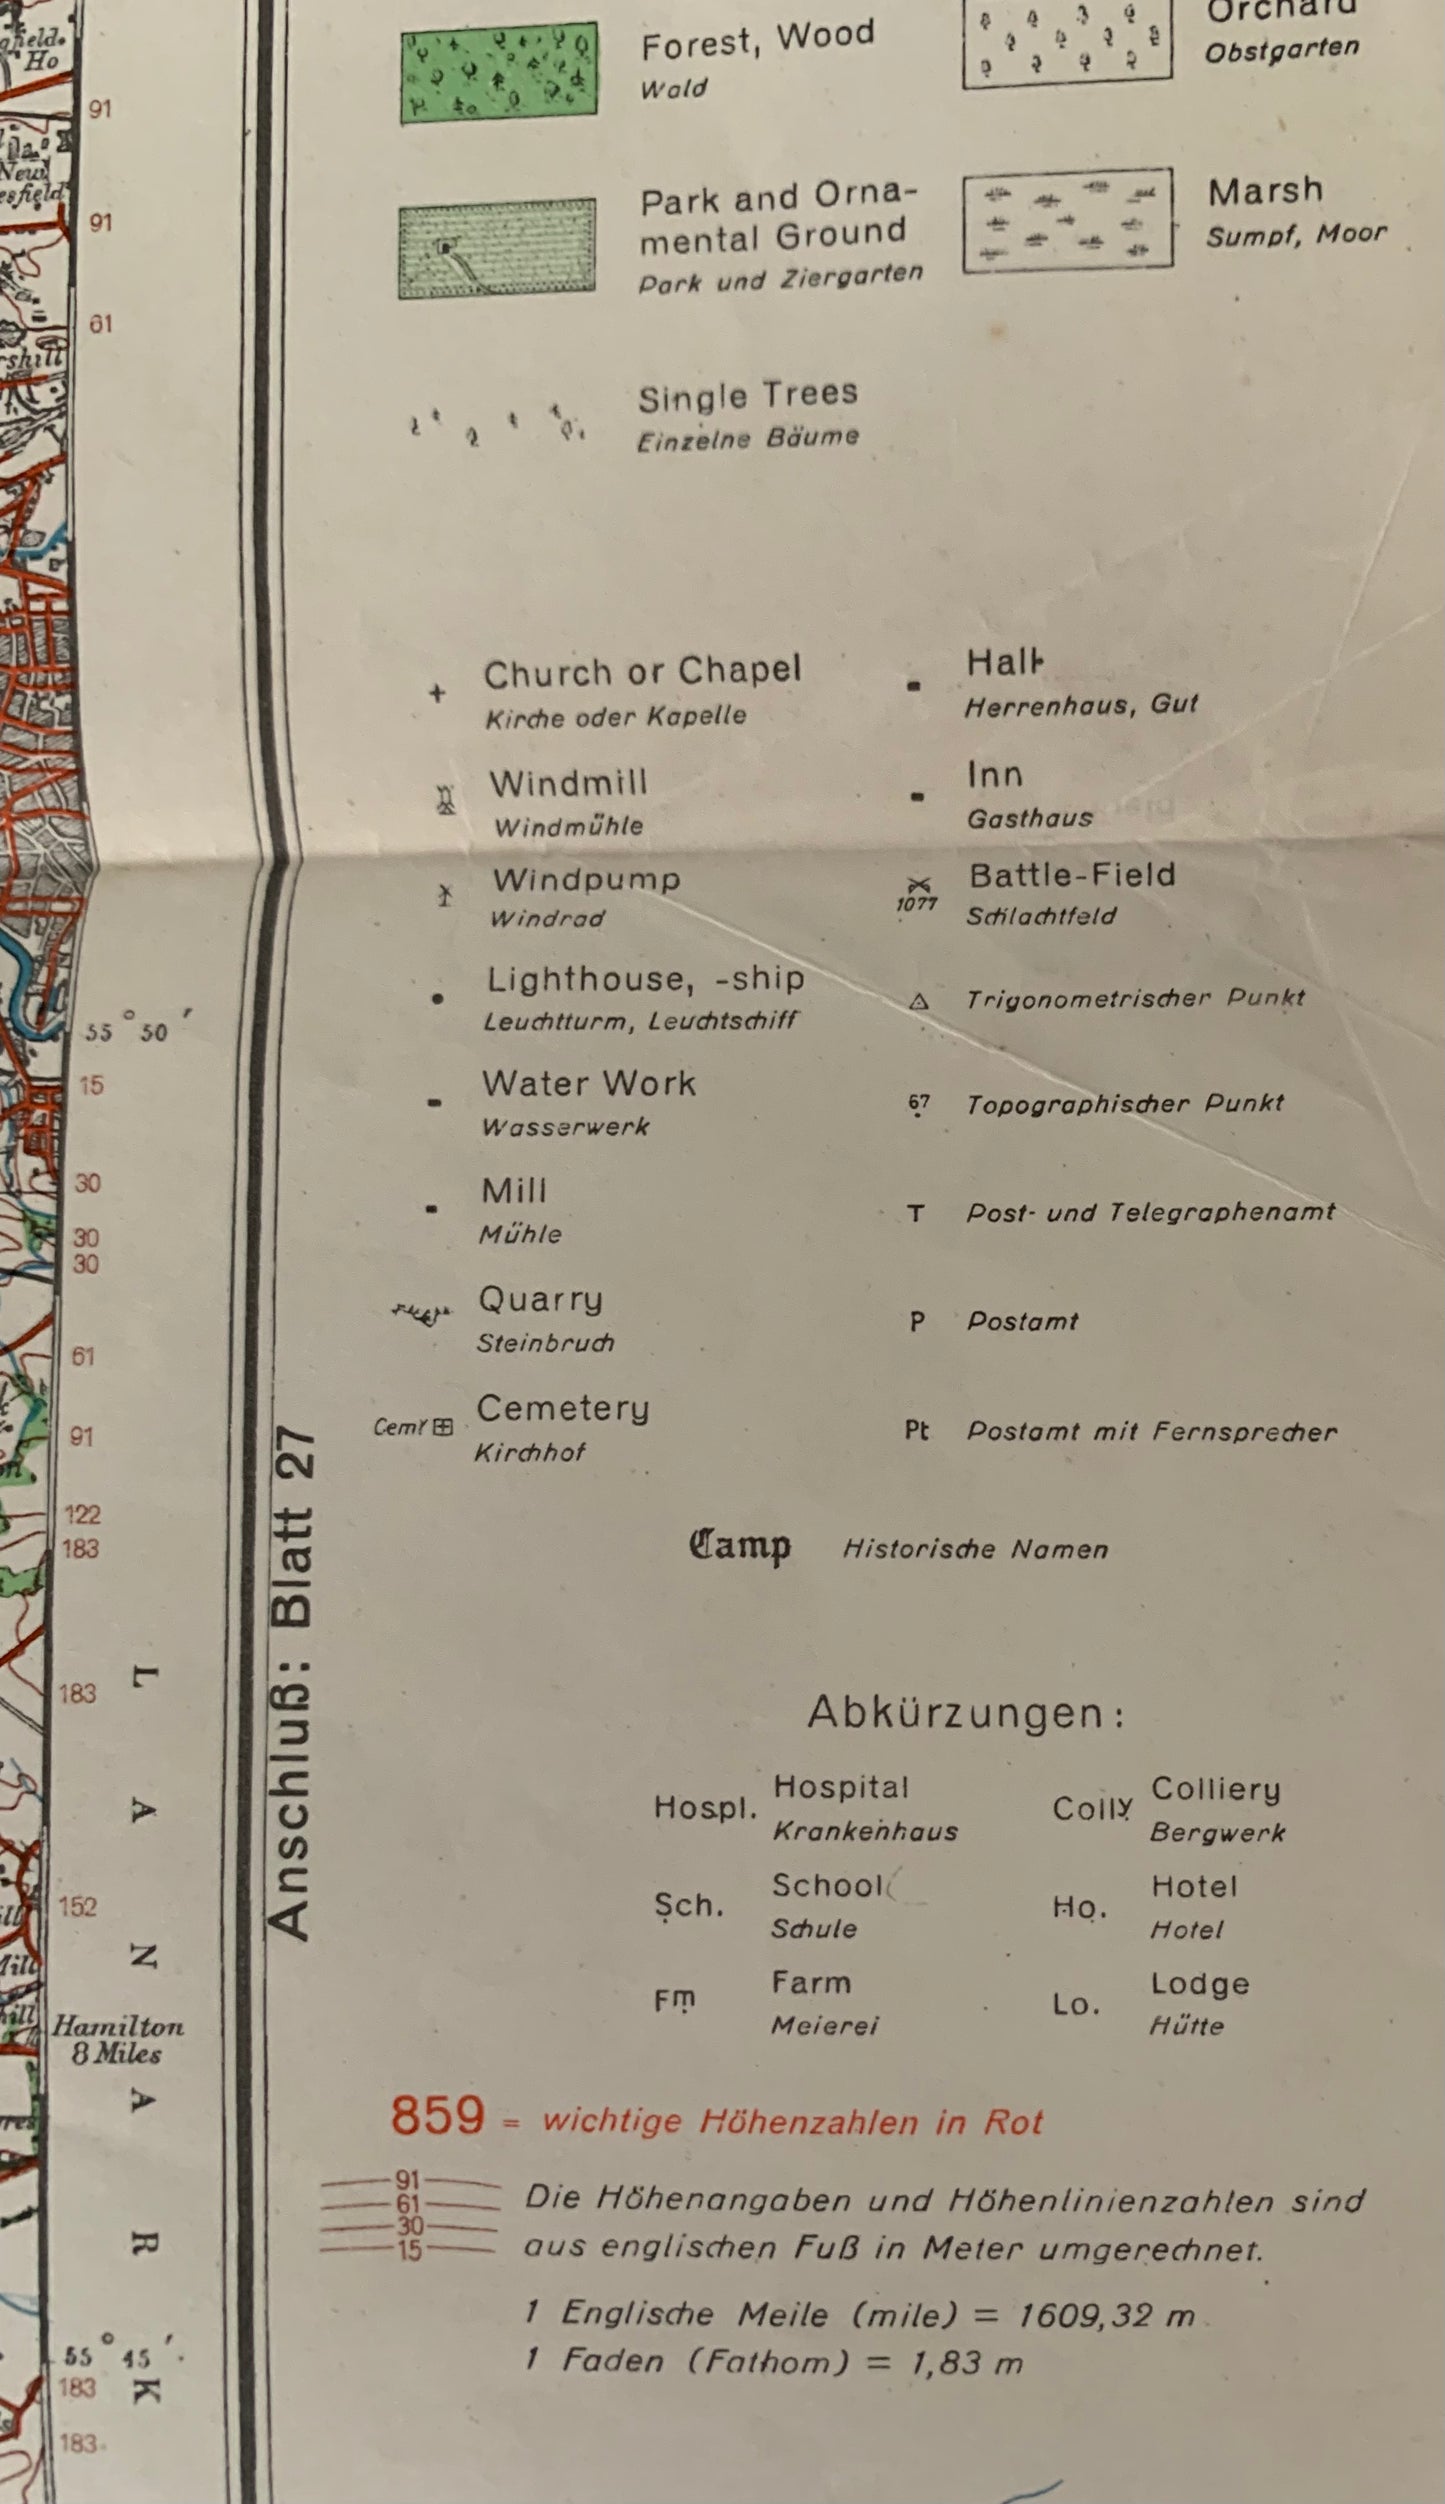 Forest, Wood
Wald
Orchard
Obstgarten
Park and Orna-
mental Ground
Park und Ziergarten
Marsh
Sumpf, Moor
Single Trees
Einzelne Bäume
Church or Chapel
Kirche oder Kapelle
Hall
Herrenhaus, Gut
Windmill
Windmühle
Inn
Gasthaus
Windpump
Windrad
1077
Battle-Field
Schlachtfeld
Lighthouse, -ship
Leuchtturm, Leuchtschiff
Trigonometrischer Punkt
Water Work
Wasserwerk
67
Topographischer Punkt
Mill
Mühle
T Post- und Telegraphenamt
Quarry
Steinbruch
P Postamt
Cemy
Cemetery
Kirchhof
Pt Postamt mit Fernsprecher
Camp Historische Namen
Abkürzungen:
Hospl. Hospital
Krankenhaus
Colly Colliery
Bergwerk
Sch. School
Schule
Ho. Hotel
Hotel
Fm Farm
Meierei
Lo. Lodge
Hütte
859 = wichtige Höhenzahlen in Rot
91
61
30
15
Die Höhenangaben und Höhenlinienzahlen sind
aus englischen Fuß in Meter umgerechnet.
1 Englische Meile (mile) = 1609,32 m
1 Faden (Fathom) = 1,83 m
Anschluß: Blatt 27
Ho
91
New
91
61
55° 50'
15
30
30
30
61
91
122
183
183
152
Hamilton
8 Miles
55° 45'
183
183
L A N A R K